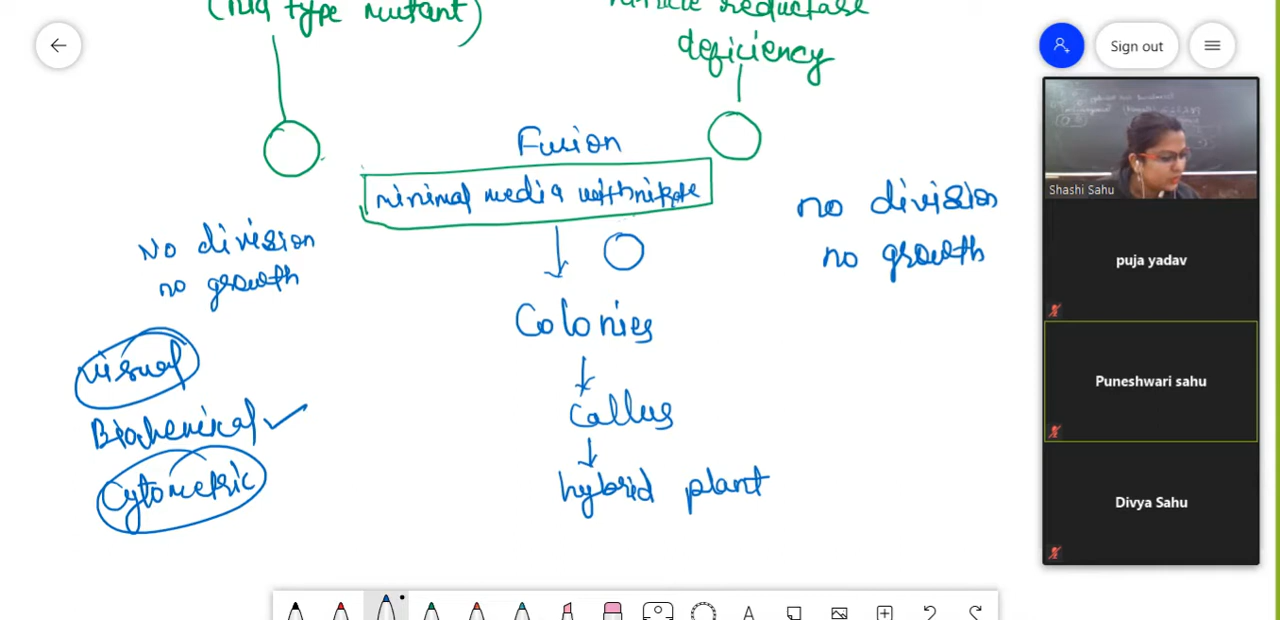 (nia type mutant)
reductase
deficiency
Sign out
Fusion
minimal media with nitrate
no division
no growth
No division
no growth
Colonies
Visual
Biochemical ✓
Callus
Cytometric
hybrid plant
Shashi Sahu
puja yadav
Puneshwari sahu
Divya Sahu
A